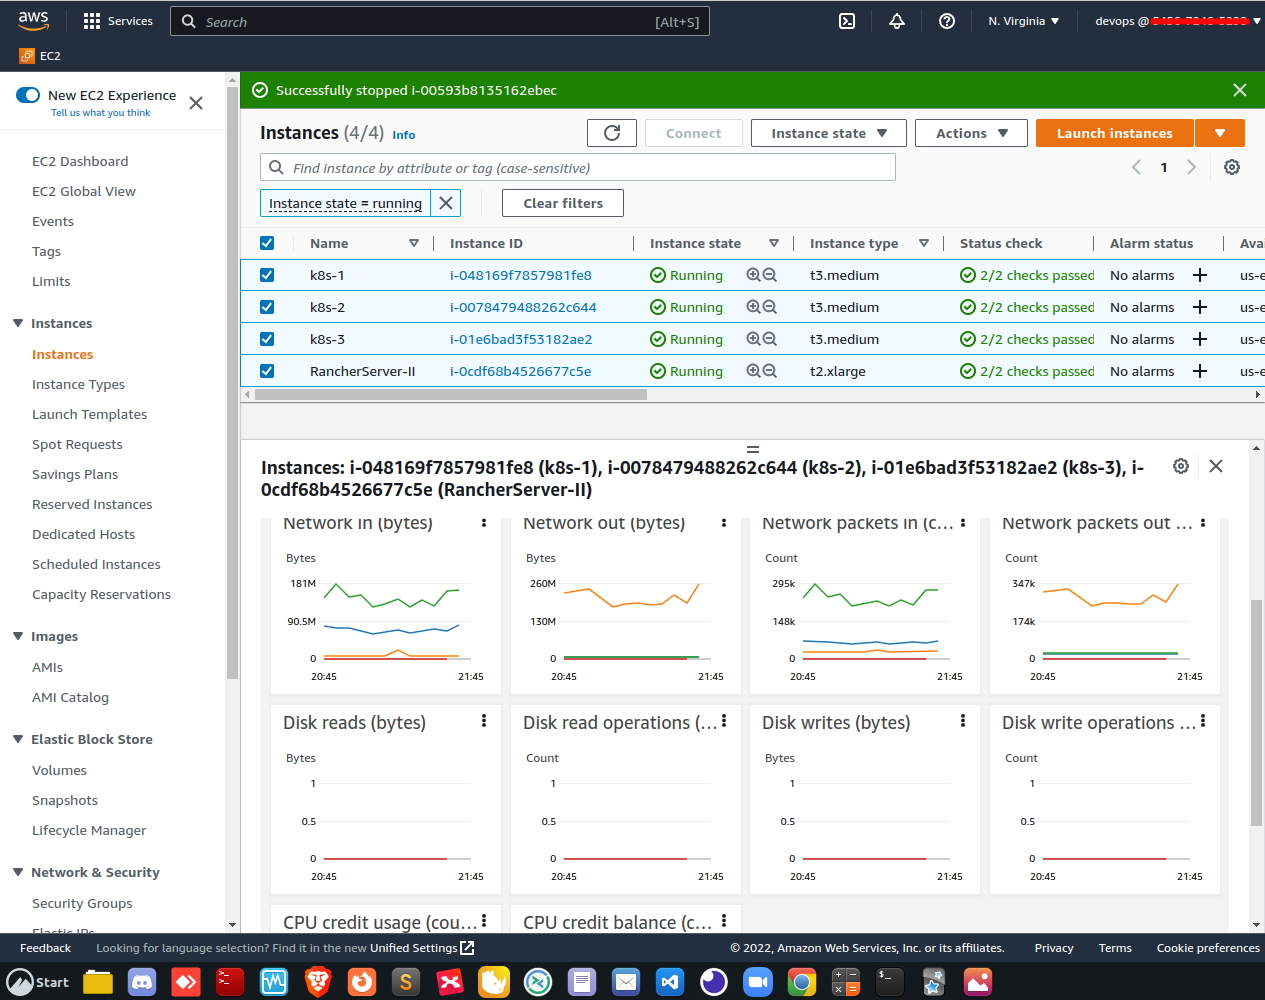 aws
Services
Search
[Alt+S]
N. Virginia
devops @
EC2
New EC2 Experience
Tell us what you think
EC2 Dashboard
EC2 Global View
Events
Tags
Limits
Instances
Instances
Instance Types
Launch Templates
Spot Requests
Savings Plans
Reserved Instances
Dedicated Hosts
Scheduled Instances
Capacity Reservations
Images
AMIs
AMI Catalog
Elastic Block Store
Volumes
Snapshots
Lifecycle Manager
Network & Security
Security Groups
Elastic IPs
Successfully stopped i-00593b8135162ebec
Instances (4/4) Info
Connect
Instance state
Actions
Launch instances
Find instance by attribute or tag (case-sensitive)
1
Instance state = running
Clear filters
Name Instance ID Instance state Instance type Status check Alarm status Avai
k8s-1 i-048169f7857981fe8 Running t3.medium 2/2 checks passed No alarms us-e
k8s-2 i-0078479488262c644 Running t3.medium 2/2 checks passed No alarms us-e
k8s-3 i-01e6bad3f53182ae2 Running t3.medium 2/2 checks passed No alarms us-e
RancherServer-II i-0cdf68b4526677c5e Running t2.xlarge 2/2 checks passed No alarms us-e
Instances: i-048169f7857981fe8 (k8s-1), i-0078479488262c644 (k8s-2), i-01e6bad3f53182ae2 (k8s-3), i-
0cdf68b4526677c5e (RancherServer-II)
Network in (bytes)
Bytes
181M
90.5M
0
20:45 21:45
Network out (bytes)
Bytes
260M
130M
0
20:45 21:45
Network packets in (c...
Count
295k
148k
0
20:45 21:45
Network packets out ...
Count
347k
174k
0
20:45 21:45
Disk reads (bytes)
Bytes
1
0.5
0
20:45 21:45
Disk read operations (...
Count
1
0.5
0
20:45 21:45
Disk writes (bytes)
Bytes
1
0.5
0
20:45 21:45
Disk write operations ...
Count
1
0.5
0
20:45 21:45
CPU credit usage (cou...
CPU credit balance (c...
Feedback
Looking for language selection? Find it in the new Unified Settings
© 2022, Amazon Web Services, Inc. or its affiliates.
Privacy
Terms
Cookie preferences
Start